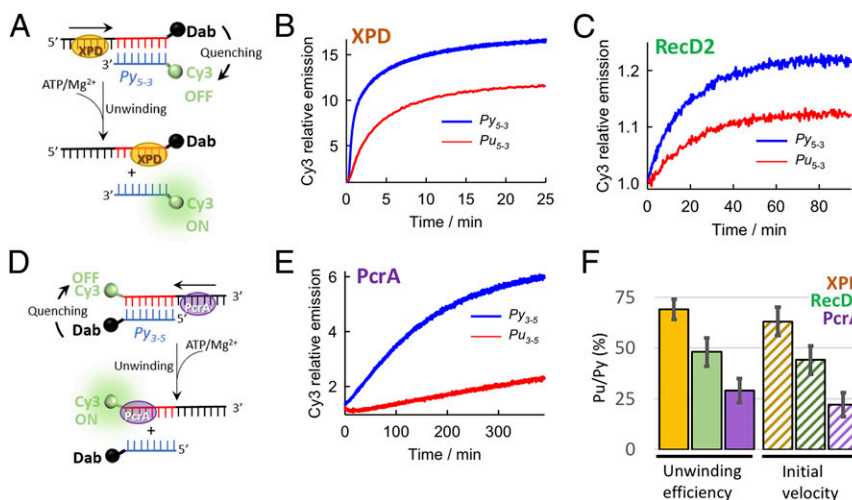 A
XPD
Dab
5′
Quenching
3′
Py5-3
Cy3
OFF
ATP/Mg²⁺
Unwinding
XPD
Dab
+
3′
Cy3
ON
B
XPD
Cy3 relative emission
15
10
5
Py5-3
Pu5-3
0
5
10
15
20
25
Time / min
C
RecD2
Cy3 relative emission
1.2
1.1
1.0
Py5-3
Pu5-3
0
20
40
60
80
Time / min
D
OFF
Cy3
Quenching
PcrA
3′
Dab
Py3-5
5′
ATP/Mg²⁺
Unwinding
Cy3
ON
PcrA
3′
+
5′
Dab
E
PcrA
Cy3 relative emission
6
4
2
Py3-5
Pu3-5
0
100
200
300
Time / min
F
XPD
RecD
PcrA
Pu/Py (%)
75
50
25
0
Unwinding
efficiency
Initial
velocity